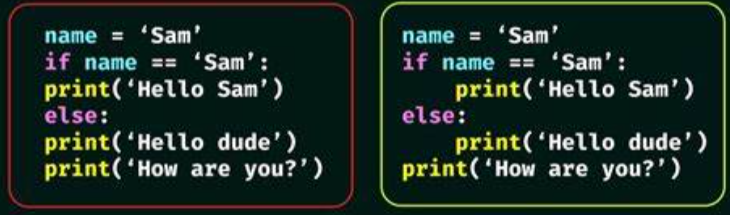 name = ‘Sam’
if name == ‘Sam’:
print(‘Hello Sam’)
else:
print(‘Hello dude’)
print(‘How are you?’)
name = ‘Sam’
if name == ‘Sam’:
    print(‘Hello Sam’)
else:
    print(‘Hello dude’)
print(‘How are you?’)